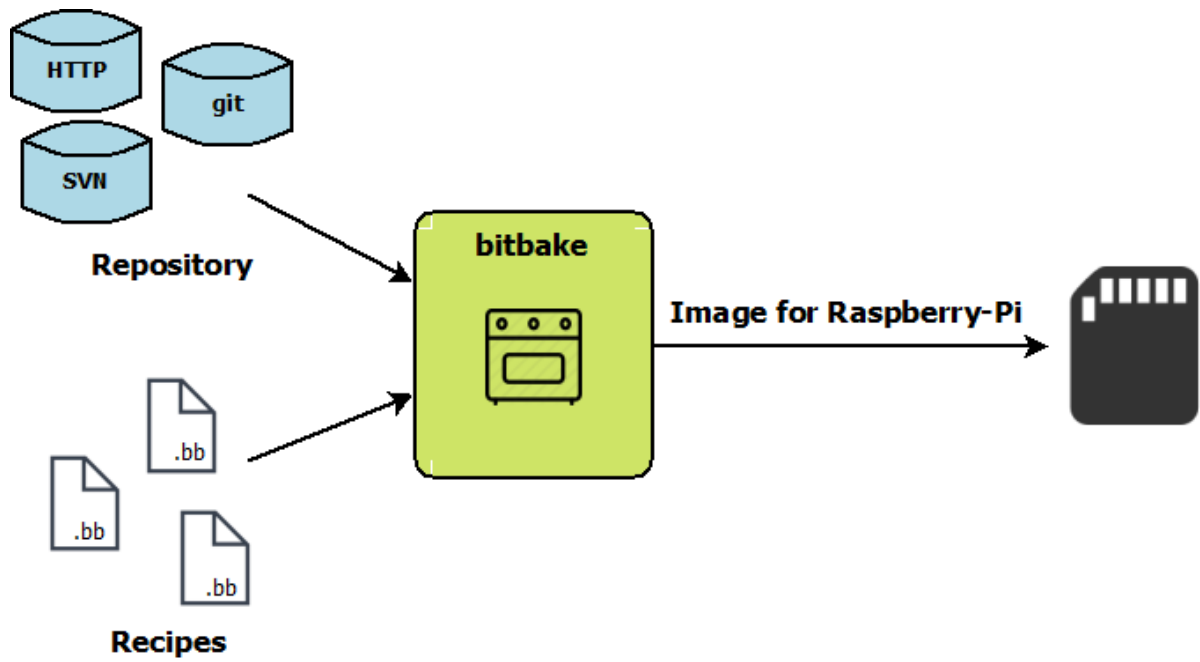 HTTP
git
SVN
Repository
bitbake
Image for Raspberry-Pi
.bb
.bb
.bb
Recipes